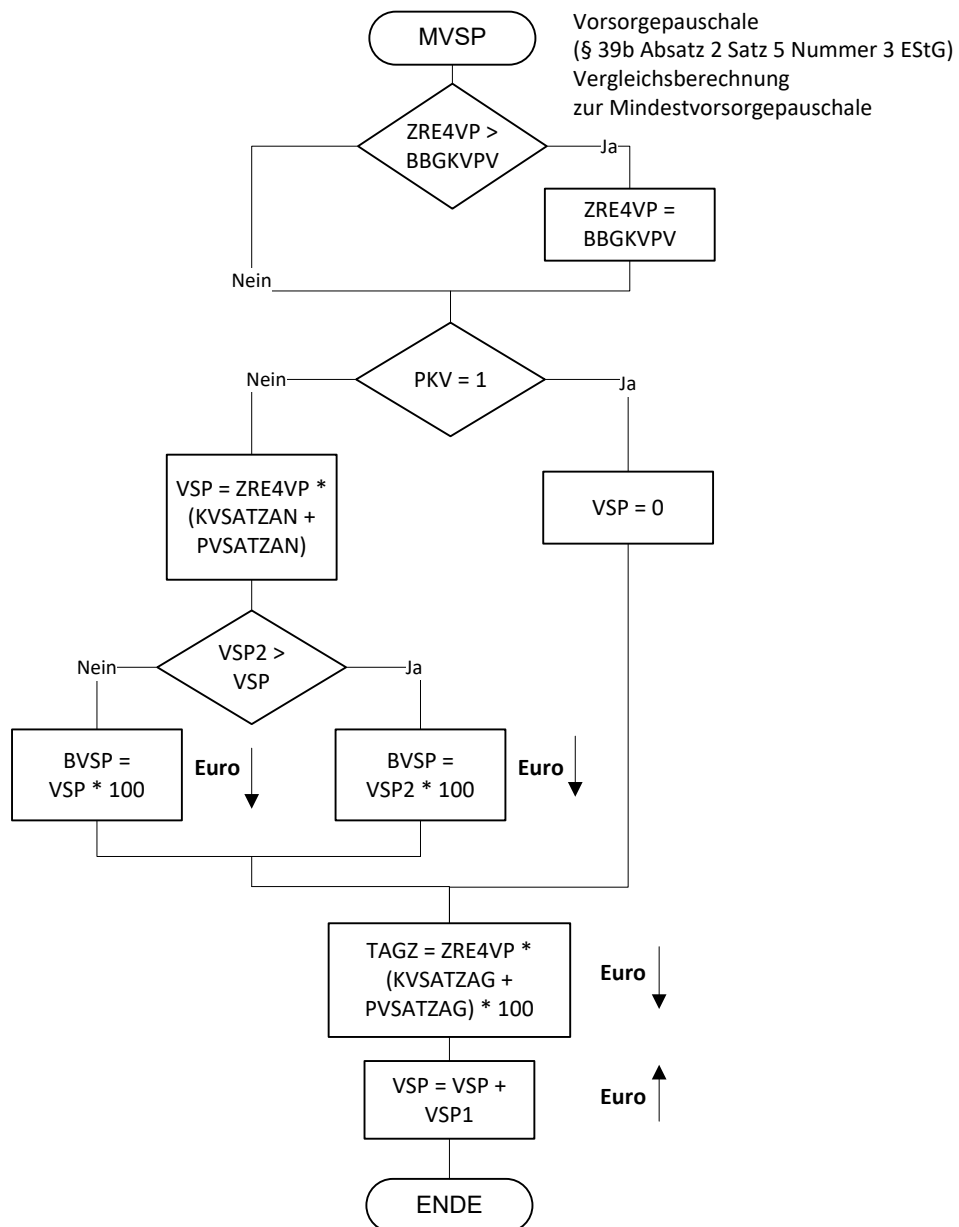 MVSP
Vorsorgepauschale
(§ 39b Absatz 2 Satz 5 Nummer 3 EStG)
Vergleichsberechnung
zur Mindestvorsorgepauschale
ZRE4VP >
BBGKVPV
Ja
ZRE4VP =
BBGKVPV
Nein
PKV = 1
Nein
Ja
VSP = ZRE4VP *
(KVSATZAN +
PVSATZAN)
VSP = 0
VSP2 >
VSP
Nein
Ja
BVSP =
VSP * 100
Euro
BVSP =
VSP2 * 100
Euro
TAGZ = ZRE4VP *
(KVSATZAG +
PVSATZAG) * 100
Euro
VSP = VSP +
VSP1
Euro
ENDE